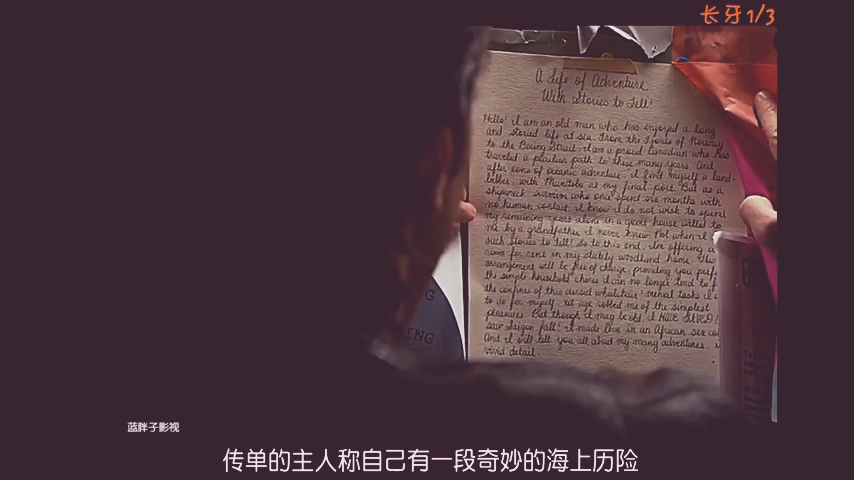 长牙1/3
A Life of Adventure
With Stories to Tell!
Hello! I am an old man who has enjoyed a long
and storied life at sea. From the Fjords of Norway
to the Bering Strait. I am a proud Canadian who has
traveled a peculiar path to these many years. And
after eons of oceanic adventure, I find myself a land-
lubber, with Manitoba as my final port. But as a
shipwreck survivor who once spent six months with
no human contact, I know I do not wish to spend
my remaining years alone in a giant house willed to
me by a grandfather I never knew. Not when I
such stories to tell! So to this end, I'm offering a
room for rent in my stately woodland home. This
arrangement will be free of charge, providing you perf
the simple household chores I can no longer tend to f
the confines of this cursed whatchair! menial tasks I
to do for myself,
age robbed me of the simplest
pleasures. But though I may be old, I HAVE LIVED!
Saw Saigon fall! I made love in an African sex co
And I will tell you all about my many adventures.
vivid detail.
G
ING
蓝胖子影视
传单的主人称自己有一段奇妙的海上历险